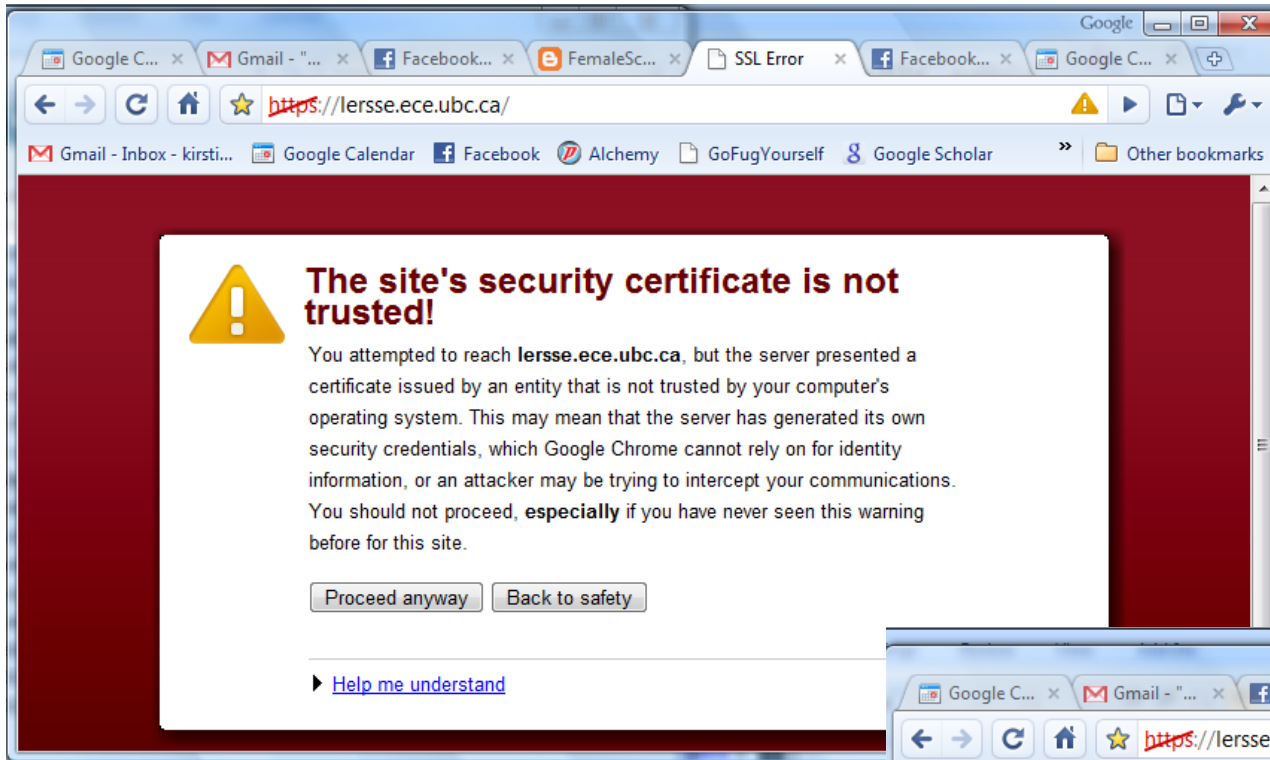 Google
Google C... Gmail - "... Facebook... FemaleSc... SSL Error Facebook... Google C...
https://lersse.ece.ubc.ca/
Gmail - Inbox - kirsti... Google Calendar Facebook Alchemy GoFugYourself Google Scholar » Other bookmarks
The site's security certificate is not
trusted!
You attempted to reach lersse.ece.ubc.ca, but the server presented a
certificate issued by an entity that is not trusted by your computer's
operating system. This may mean that the server has generated its own
security credentials, which Google Chrome cannot rely on for identity
information, or an attacker may be trying to intercept your communications.
You should not proceed, especially if you have never seen this warning
before for this site.
Proceed anyway Back to safety
Help me understand
Google C... Gmail - "...
https://lersse